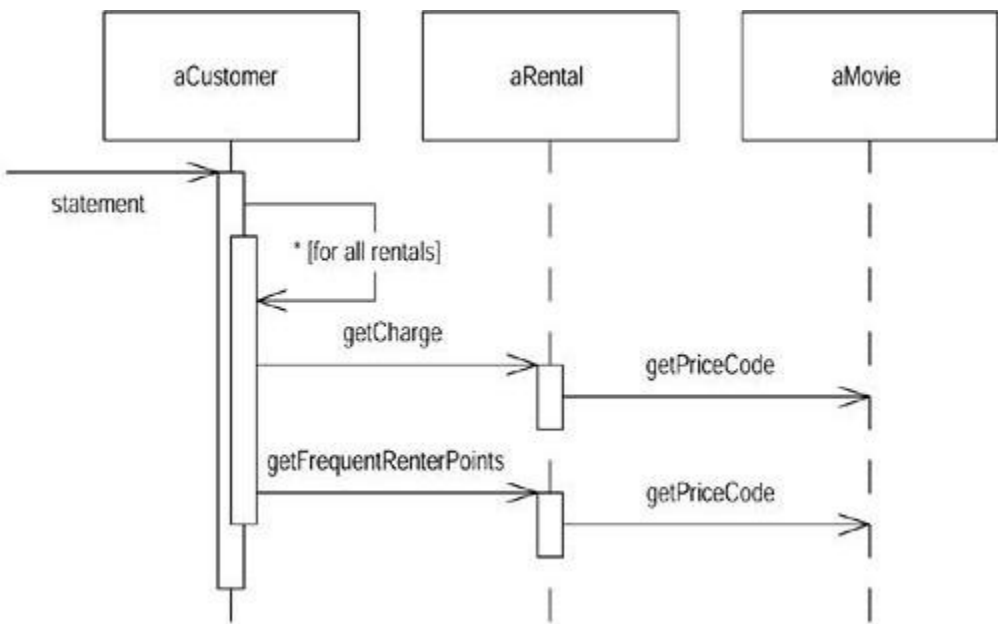 aCustomer
aRental
aMovie
statement
* [for all rentals]
getCharge
getPriceCode
getFrequentRenterPoints
getPriceCode